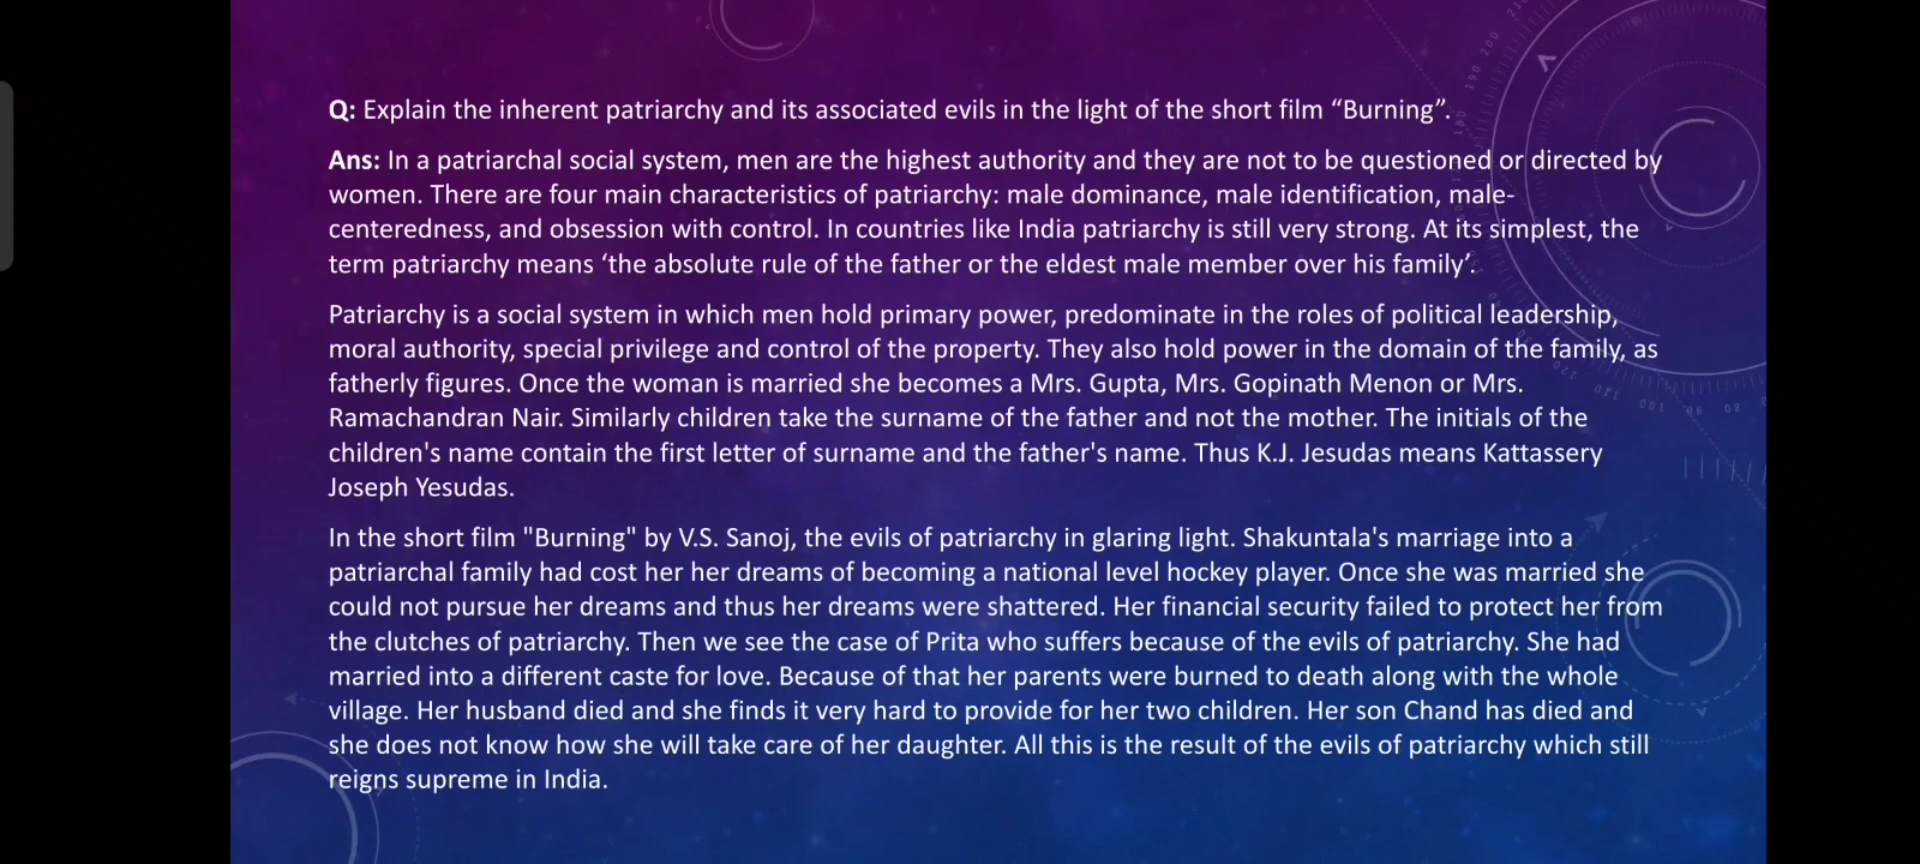 Q: Explain the inherent patriarchy and its associated evils in the light of the short film “Burning”.
Ans: In a patriarchal social system, men are the highest authority and they are not to be questioned or directed by
women. There are four main characteristics of patriarchy: male dominance, male identification, male-
centeredness, and obsession with control. In countries like India patriarchy is still very strong. At its simplest, the
term patriarchy means ‘the absolute rule of the father or the eldest male member over his family’.
Patriarchy is a social system in which men hold primary power, predominate in the roles of political leadership,
moral authority, special privilege and control of the property. They also hold power in the domain of the family, as
fatherly figures. Once the woman is married she becomes a Mrs. Gupta, Mrs. Gopinath Menon or Mrs.
Ramachandran Nair. Similarly children take the surname of the father and not the mother. The initials of the
children's name contain the first letter of surname and the father's name. Thus K.J. Jesudas means Kattassery
Joseph Yesudas.
In the short film "Burning" by V.S. Sanoj, the evils of patriarchy in glaring light. Shakuntala's marriage into a
patriarchal family had cost her her dreams of becoming a national level hockey player. Once she was married she
could not pursue her dreams and thus her dreams were shattered. Her financial security failed to protect her from
the clutches of patriarchy. Then we see the case of Prita who suffers because of the evils of patriarchy. She had
married into a different caste for love. Because of that her parents were burned to death along with the whole
village. Her husband died and she finds it very hard to provide for her two children. Her son Chand has died and
she does not know how she will take care of her daughter. All this is the result of the evils of patriarchy which still
reigns supreme in India.